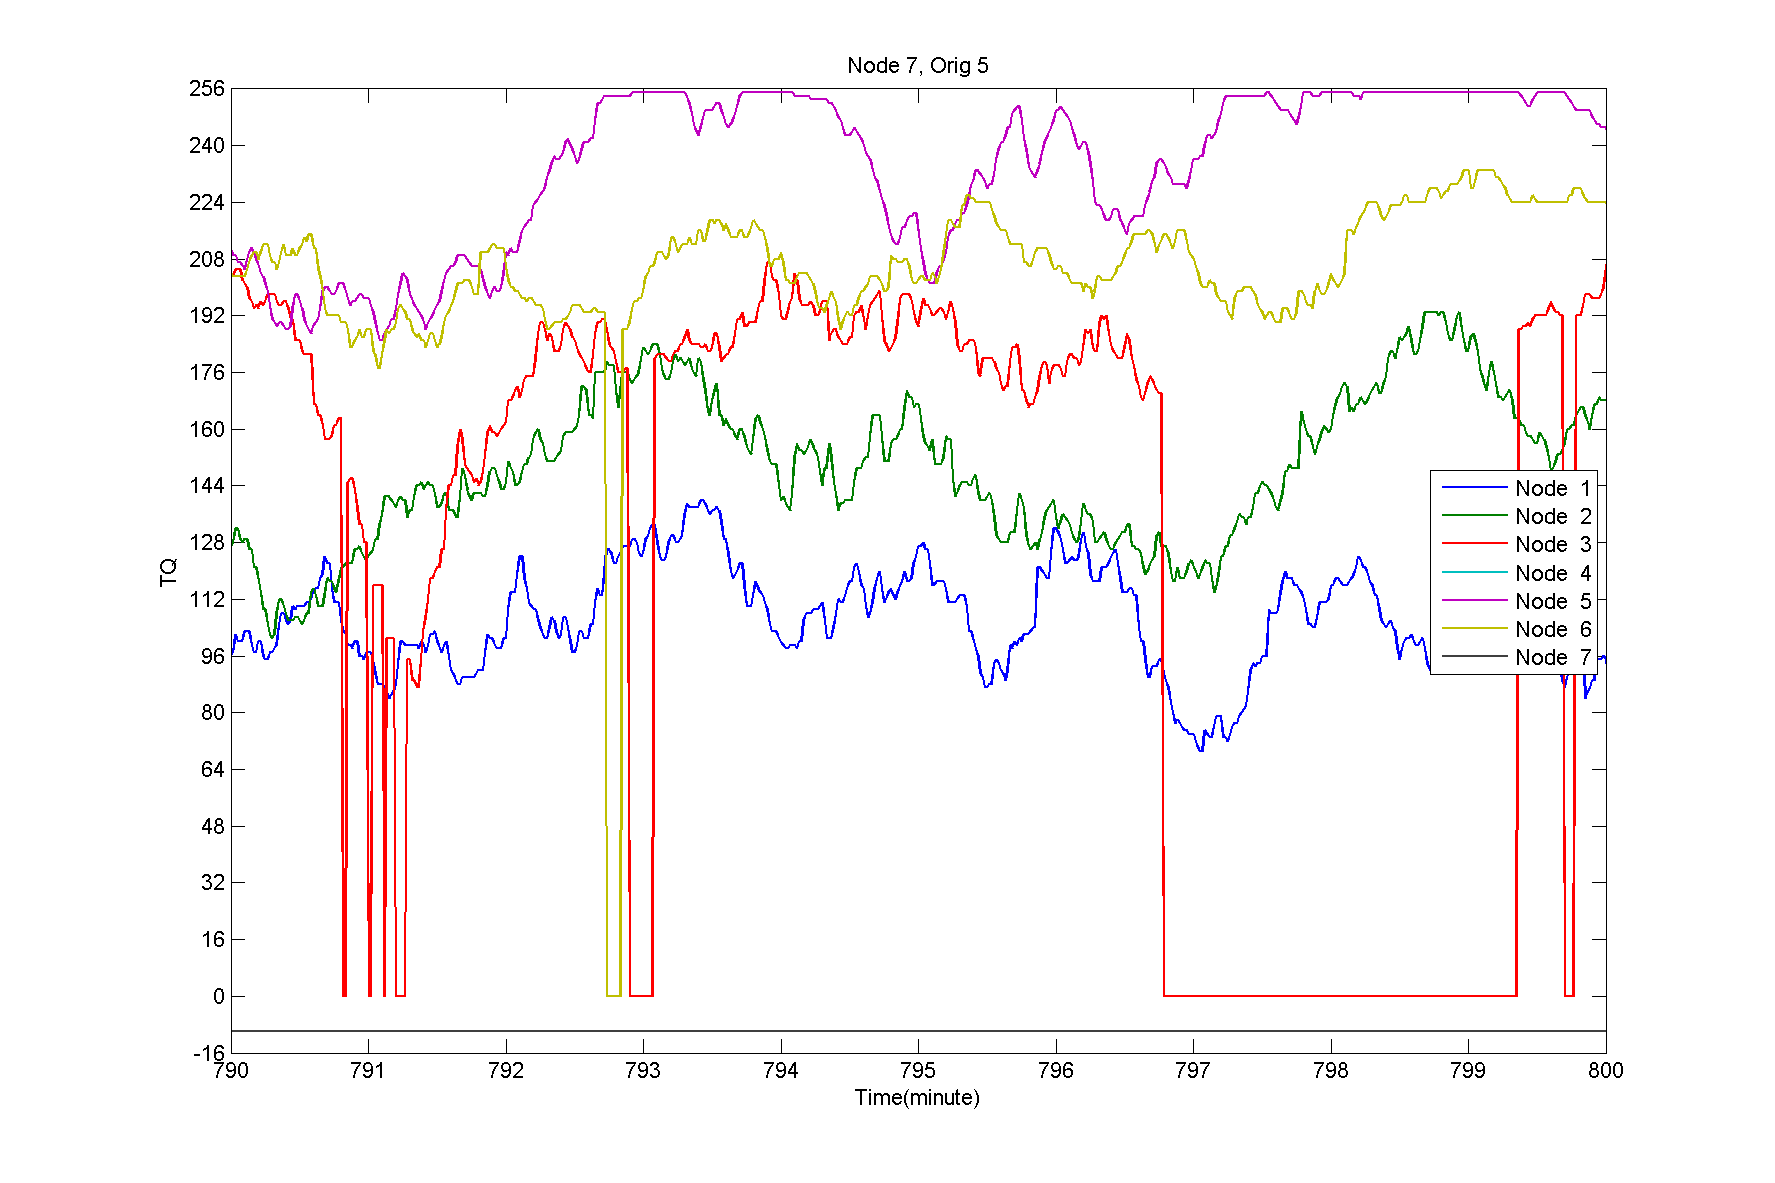 Node 7, Orig 5
256
240
224
208
192
176
160
144
128
112
96
80
64
48
32
16
0
-16
TQ
Node 1
Node 2
Node 3
Node 4
Node 5
Node 6
Node 7
790 791 792 793 794 795 796 797 798 799 800
Time(minute)